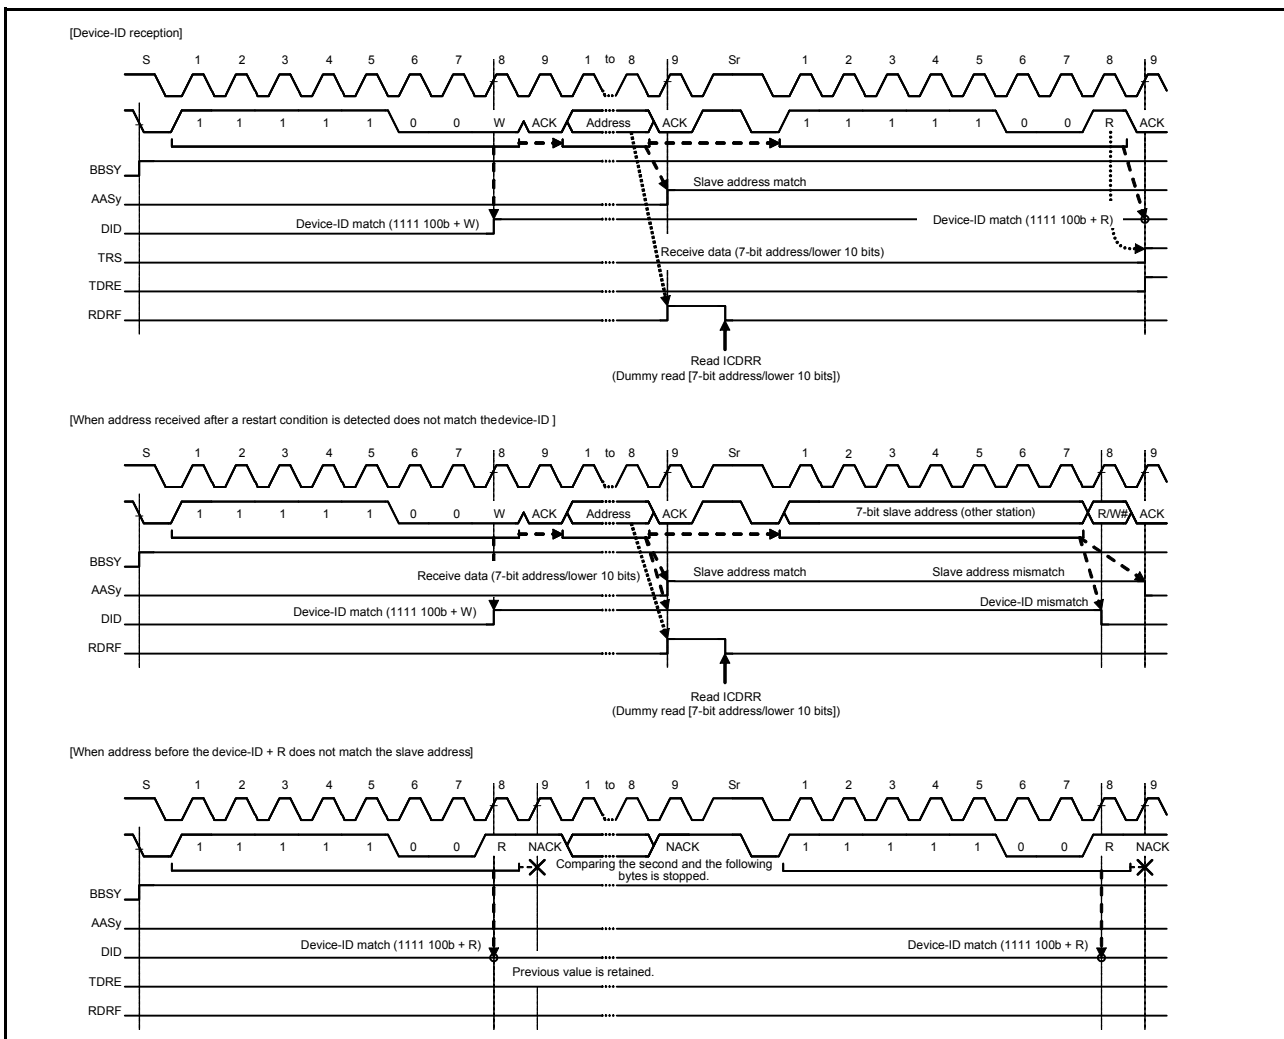 [Device-ID reception]
S 1 2 3 4 5 6 7 8 9 1 to 8 9 Sr 1 2 3 4 5 6 7 8 9
1 1 1 1 1 0 0 W ACK Address ACK 1 1 1 1 1 0 0 R ACK
BBSY
Slave address match
AASy
Device-ID match (1111 100b + W) Device-ID match (1111 100b + R)
DID
Receive data (7-bit address/lower 10 bits)
TRS
TDRE
RDRF
Read ICDRR
(Dummy read [7-bit address/lower 10 bits])
[When address received after a restart condition is detected does not match thedevice-ID ]
S 1 2 3 4 5 6 7 8 9 1 to 8 9 Sr 1 2 3 4 5 6 7 8 9
1 1 1 1 1 0 0 W ACK Address ACK 7-bit slave address (other station) R/W# ACK
BBSY
Receive data (7-bit address/lower 10 bits) Slave address match Slave address mismatch
AASy
Device-ID match (1111 100b + W) Device-ID mismatch
DID
RDRF
Read ICDRR
(Dummy read [7-bit address/lower 10 bits])
[When address before the device-ID + R does not match the slave address]
S 1 2 3 4 5 6 7 8 9 1 to 8 9 Sr 1 2 3 4 5 6 7 8 9
1 1 1 1 1 0 0 R NACK NACK 1 1 1 1 1 0 0 R NACK
Comparing the second and the following
bytes is stopped.
BBSY
AASy
Device-ID match (1111 100b + R) Device-ID match (1111 100b + R)
DID
Previous value is retained.
TDRE
RDRF